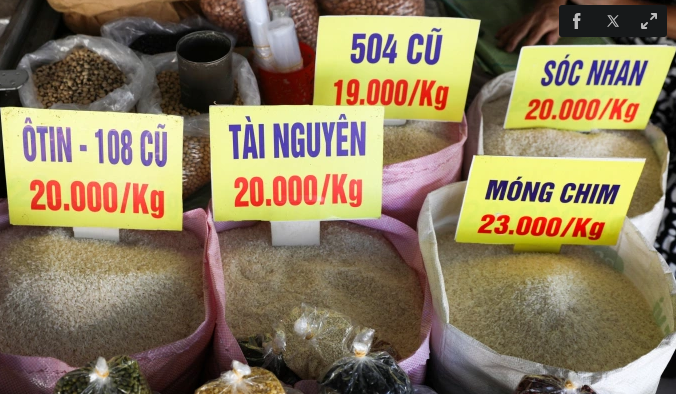 504 CŨ
19.000/Kg
SÓC NHAN
20.000/Kg
ÔTIN - 108 CŨ
20.000/Kg
TÀI NGUYÊN
20.000/Kg
MÓNG CHIM
23.000/Kg